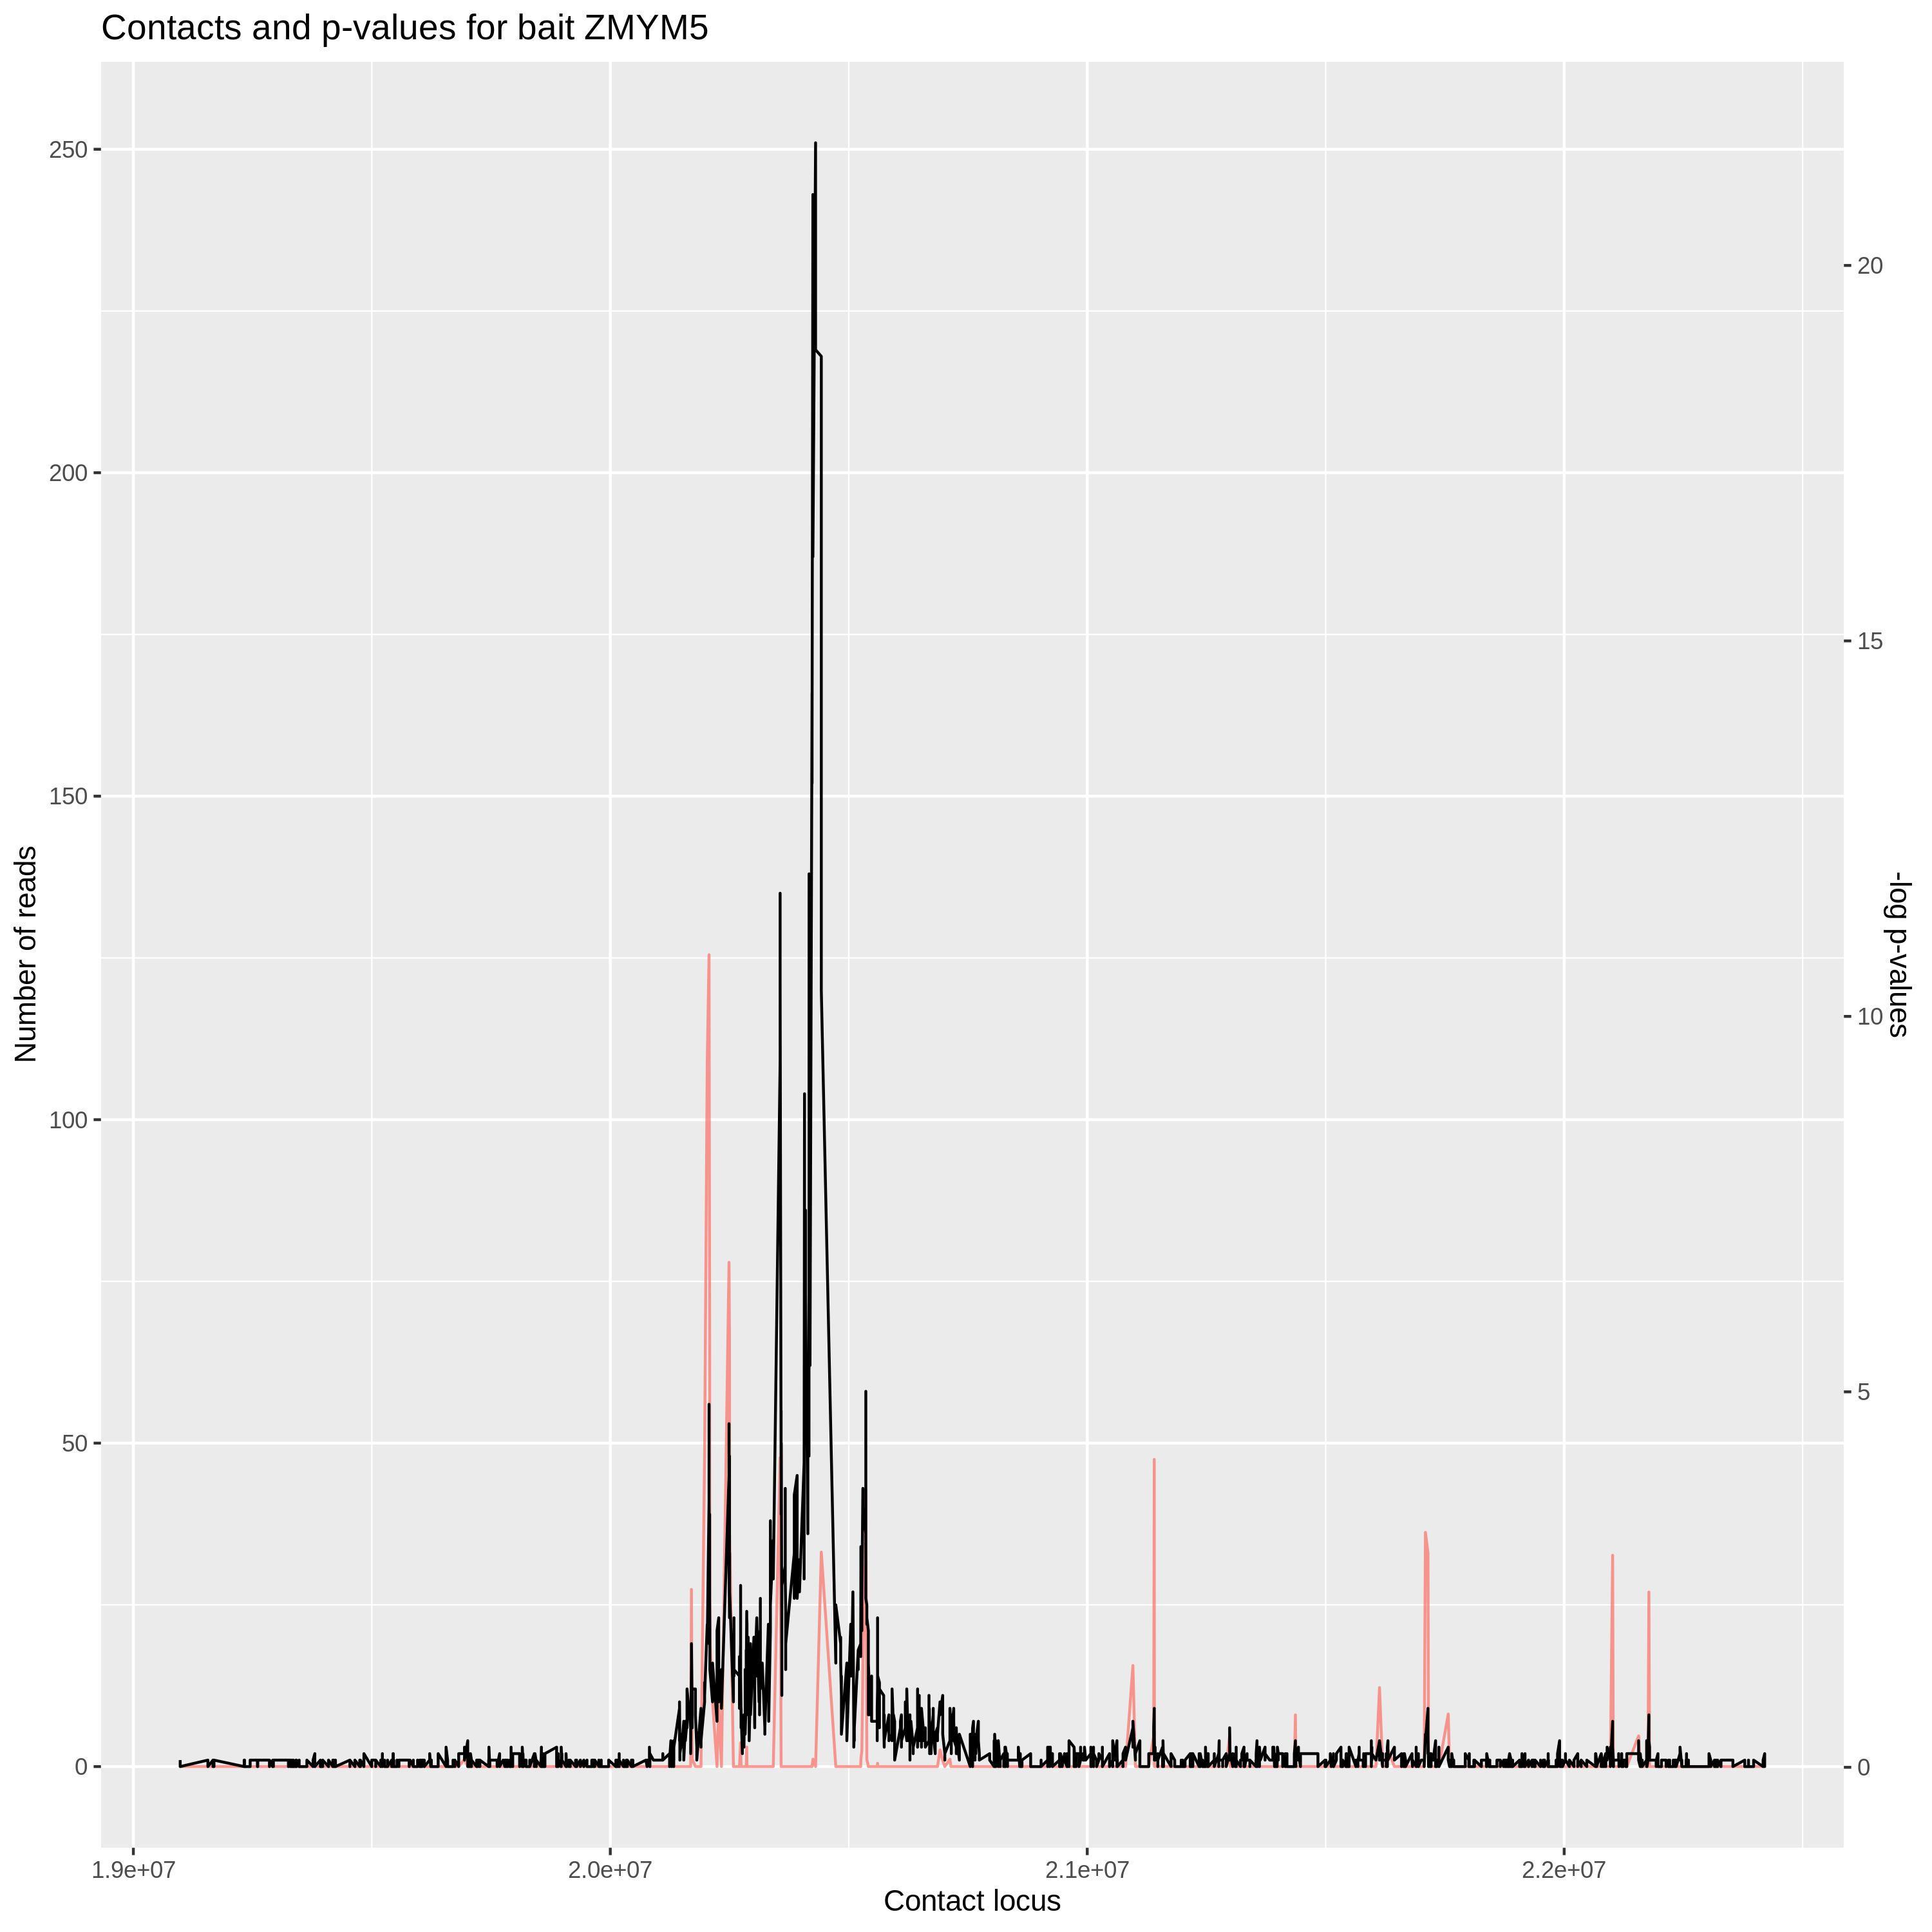 Contacts and p-values for bait ZMYM5
250
200
150
100
50
0
Number of reads
20
15
10
5
0
-log p-values
1.9e+07
2.0e+07
2.1e+07
2.2e+07
Contact locus